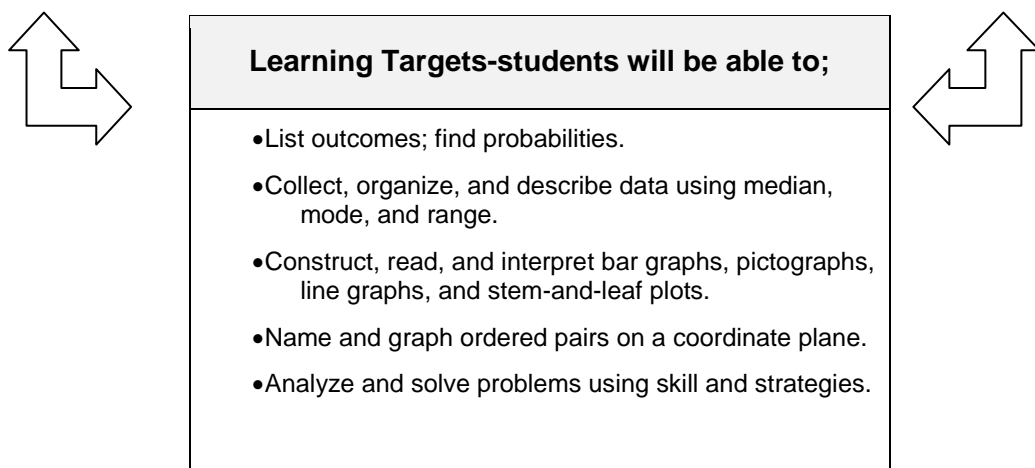 Learning Targets-students will be able to;
•List outcomes; find probabilities.
•Collect, organize, and describe data using median,
mode, and range.
•Construct, read, and interpret bar graphs, pictographs,
line graphs, and stem-and-leaf plots.
•Name and graph ordered pairs on a coordinate plane.
•Analyze and solve problems using skill and strategies.